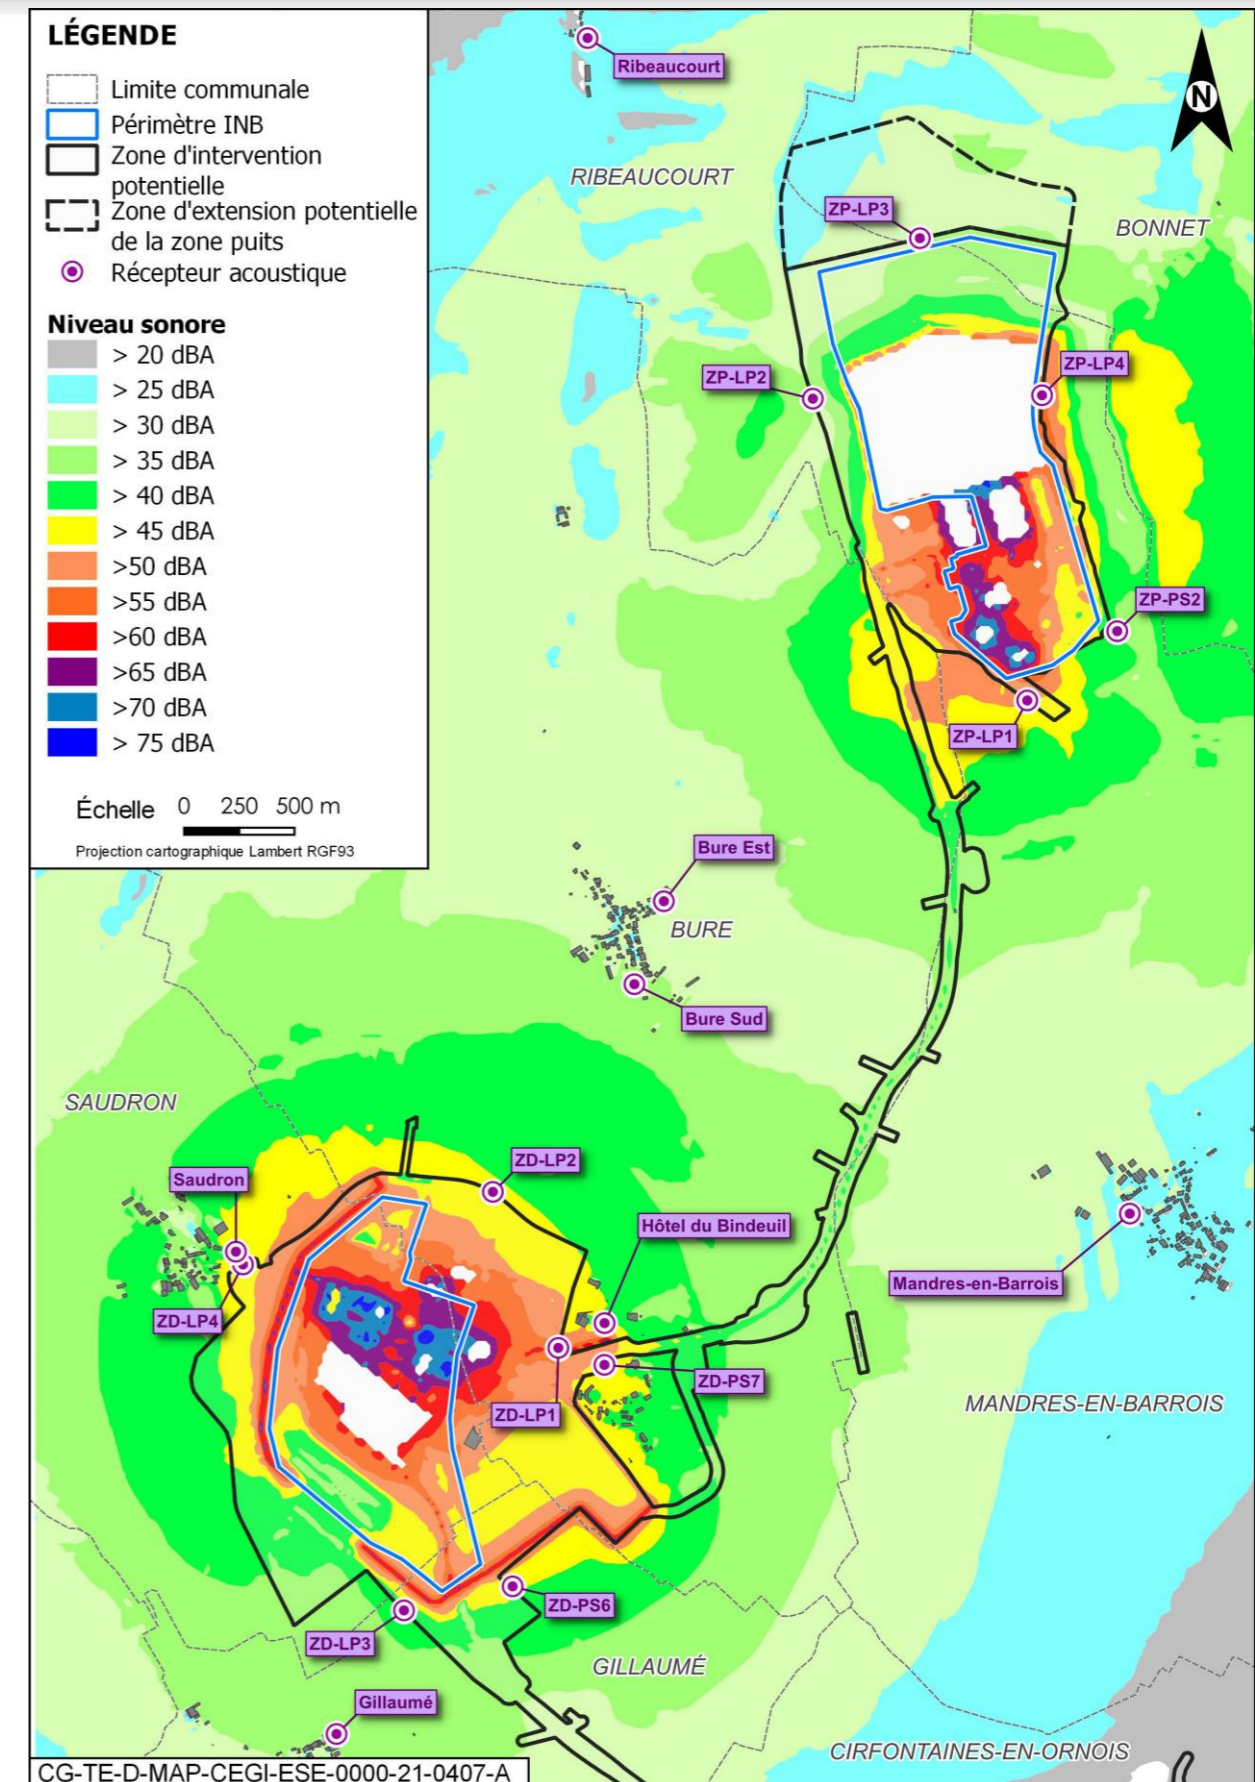 LÉGENDE
Limite communale
Périmètre INB
Zone d'intervention
potentielle
Zone d'extension potentielle
de la zone puits
Récepteur acoustique
Niveau sonore
> 20 dBA
> 25 dBA
> 30 dBA
> 35 dBA
> 40 dBA
> 45 dBA
>50 dBA
>55 dBA
>60 dBA
>65 dBA
>70 dBA
> 75 dBA
Échelle 0 250 500 m
Projection cartographique Lambert RGF93
N
Ribeaucourt
RIBEAUCOURT
ZP-LP3
BONNET
ZP-LP2
ZP-LP4
ZP-PS2
ZP-LP1
Bure Est
BURE
Bure Sud
SAUDRON
Saudron
ZD-LP2
Hôtel du Bindeuil
Mandres-en-Barrois
ZD-LP4
ZD-PS7
ZD-LP1
MANDRES-EN-BARROIS
ZD-PS6
ZD-LP3
GILLAUMÉ
Gillaumé
CIRFONTAINES-EN-ORNOIS
CG-TE-D-MAP-CEGI-ESE-0000-21-0407-A